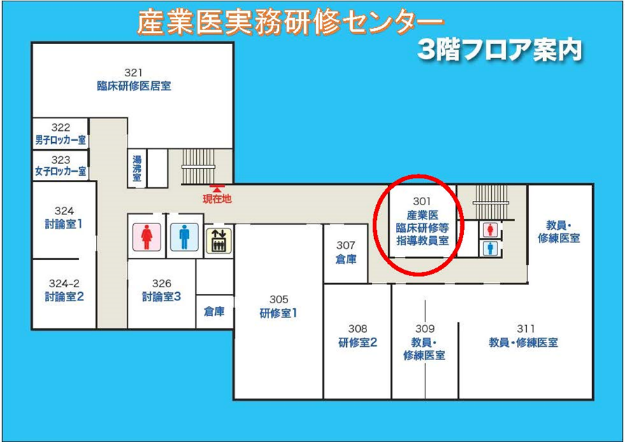 産業医実務研修センター
3階フロア案内
321
臨床研修医居室
322
男子ロッカー室
323
女子ロッカー室
湯沸室
現在地
301
産業医
臨床研修等
指導教員室
教員・
修練医室
324
討論室1
307
倉庫
324-2
討論室2
326
討論室3
倉庫
305
研修室1
308
研修室2
309
教員・
修練医室
311
教員・修練医室